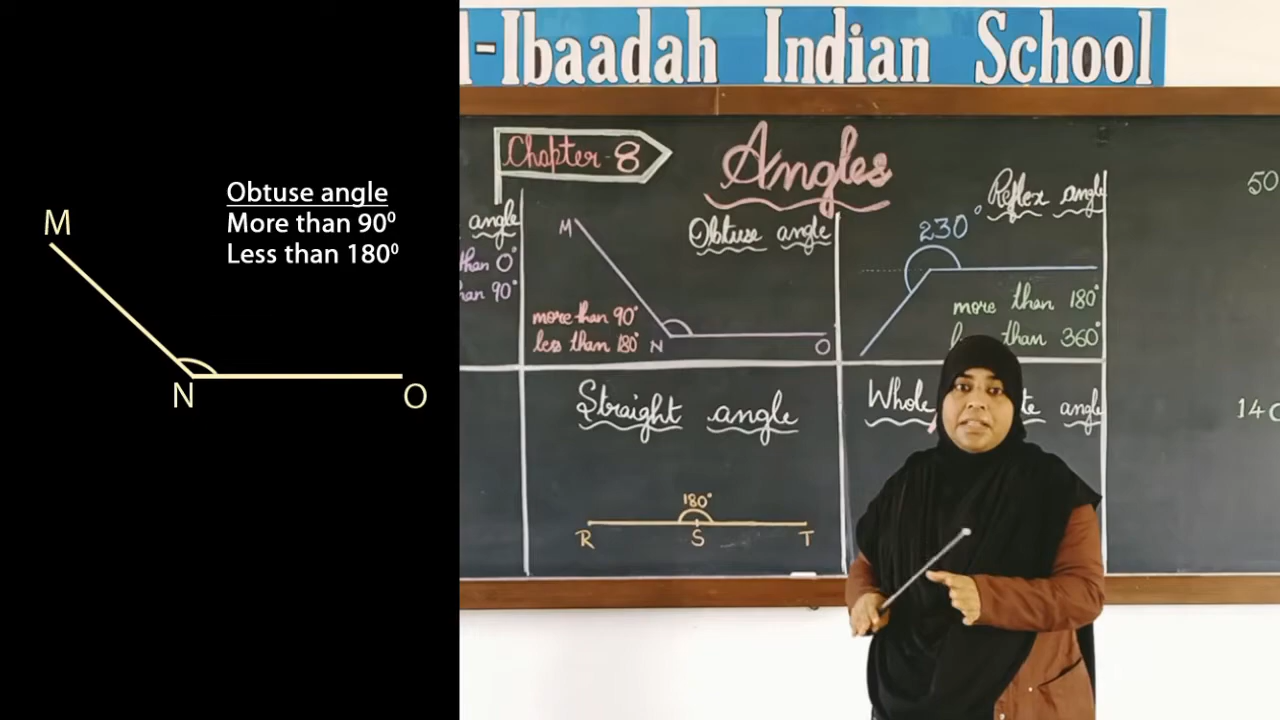 Obtuse angle
More than 90⁰
Less than 180⁰
M
N
O
l-Ibaadah Indian School
Chapter-8
Angles
angle
than 0°
than 90°
M
Obtuse angle
more than 90°
less than 180°
N
O
Reflex angle
230°
more than 180°
than 360°
50
Straight angle
180°
R
S
T
Whole
angle
140